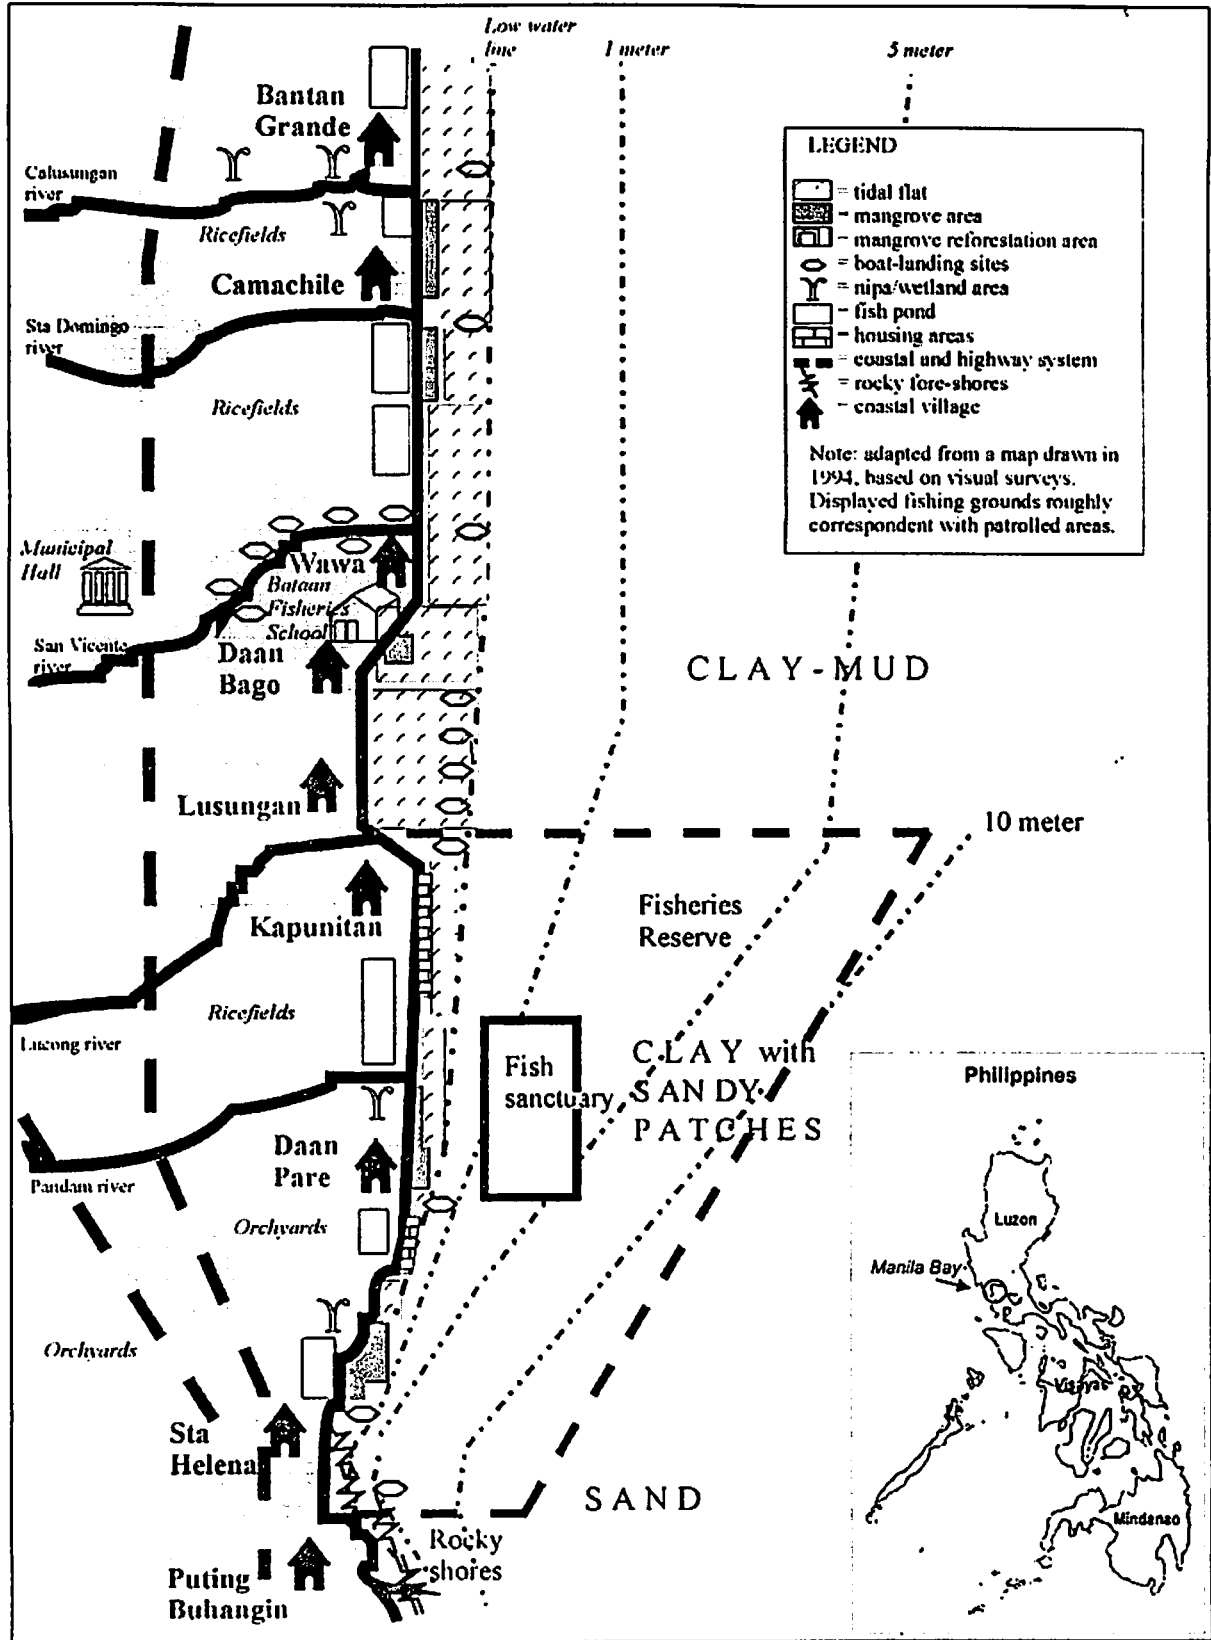 Low water
line
1 meter
5 meter
Bantan
Grande
LEGEND
= tidal flat
- mangrove area
- mangrove reforestation area
= boat-landing sites
= nipa/wetland area
- fish pond
= housing areas
= coastal and highway system
= rocky fore-shores
- coastal village
Note: adapted from a map drawn in
1994, based on visual surveys.
Displayed fishing grounds roughly
correspondent with patrolled areas.
Calusungan
river
Ricefields
Camachile
Sta Domingo
river
Ricefields
Municipal
Hall
Wawa
Bataan
Fisheries
School
San Vicente
river
Daan
Bago
CLAY-MUD
Lusungan
10 meter
Kapunitan
Fisheries
Reserve
Ricefields
Lucong river
Fish
sanctuary
CLAY with
SANDY
PATCHES
Daan
Pare
Pandam river
Orchyards
Orchyards
Sta
Helena
SAND
Rocky
shores
Puting
Buhangin
Philippines
Luzon
Manila Bay
Visayas
Mindanao